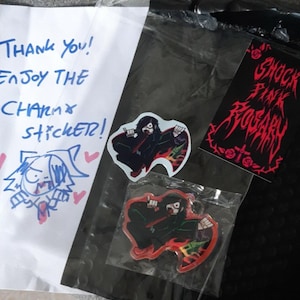 THANK YOU!
ENJOY THE
CHARM &
STICKER!
SHOCK
PINK
ROSARY